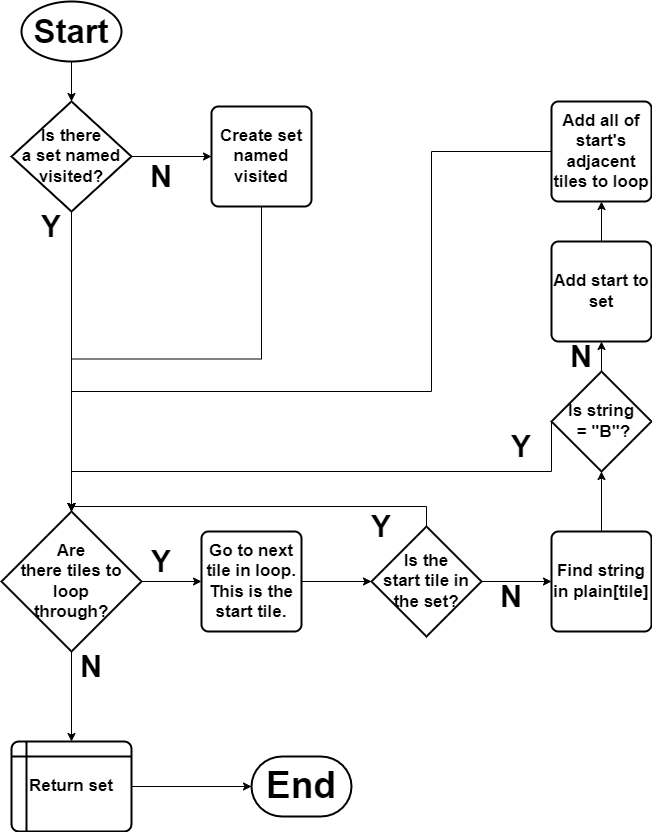 Start
Is there
a set named
visited?
N
Create set
named
visited
Y
Add all of
start's
adjacent
tiles to loop
Add start to
set
N
Is string
= "B"?
Y
Are
there tiles to
loop
through?
Y
Go to next
tile in loop.
This is the
start tile.
Y
Is the
start tile in
the set?
N
Find string
in plain[tile]
N
Return set
End